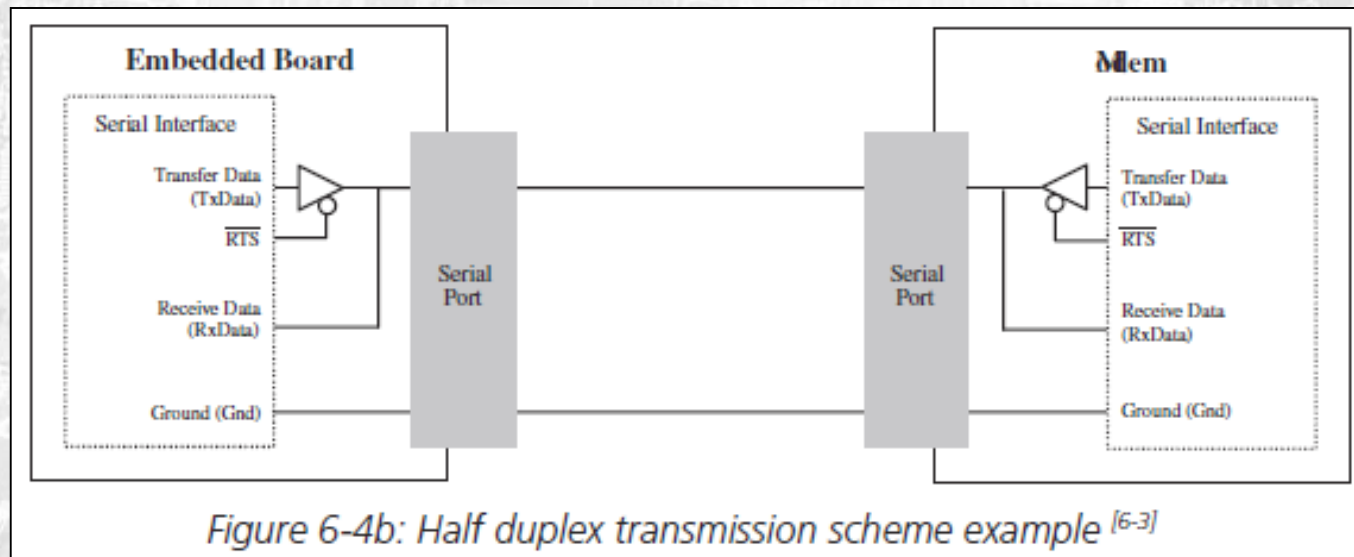 Embedded Board
Serial Interface
Transfer Data
(TxData)
RTS
Receive Data
(RxData)
Ground (Gnd)
Serial
Port
Serial
Port
Modem
Serial Interface
Transfer Data
(TxData)
RTS
Receive Data
(RxData)
Ground (Gnd)
Figure 6-4b: Half duplex transmission scheme example [6-3]